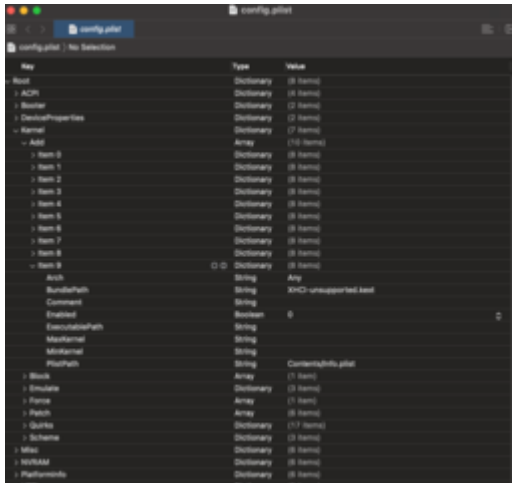 config.plist
config.plist
config.plist › No Selection
Key Type Value
Root Dictionary (8 items)
ACPI Dictionary (4 items)
Booter Dictionary (2 items)
DeviceProperties Dictionary (2 items)
Kernel Dictionary (7 items)
Add Array (10 items)
Item 0 Dictionary (8 items)
Item 1 Dictionary (8 items)
Item 2 Dictionary (8 items)
Item 3 Dictionary (8 items)
Item 4 Dictionary (8 items)
Item 5 Dictionary (8 items)
Item 6 Dictionary (8 items)
Item 7 Dictionary (8 items)
Item 8 Dictionary (8 items)
Item 9 Dictionary (8 items)
Arch String Any
BundlePath String XHCI-unsupported.kext
Comment String
Enabled Boolean 0
ExecutablePath String
MaxKernel String
MinKernel String
PlistPath String Contents/Info.plist
Block Array (1 item)
Emulate Dictionary (3 items)
Force Array (1 item)
Patch Array (6 items)
Quirks Dictionary (17 items)
Scheme Dictionary (3 items)
Misc Dictionary (6 items)
NVRAM Dictionary (6 items)
PlatformInfo Dictionary (8 items)